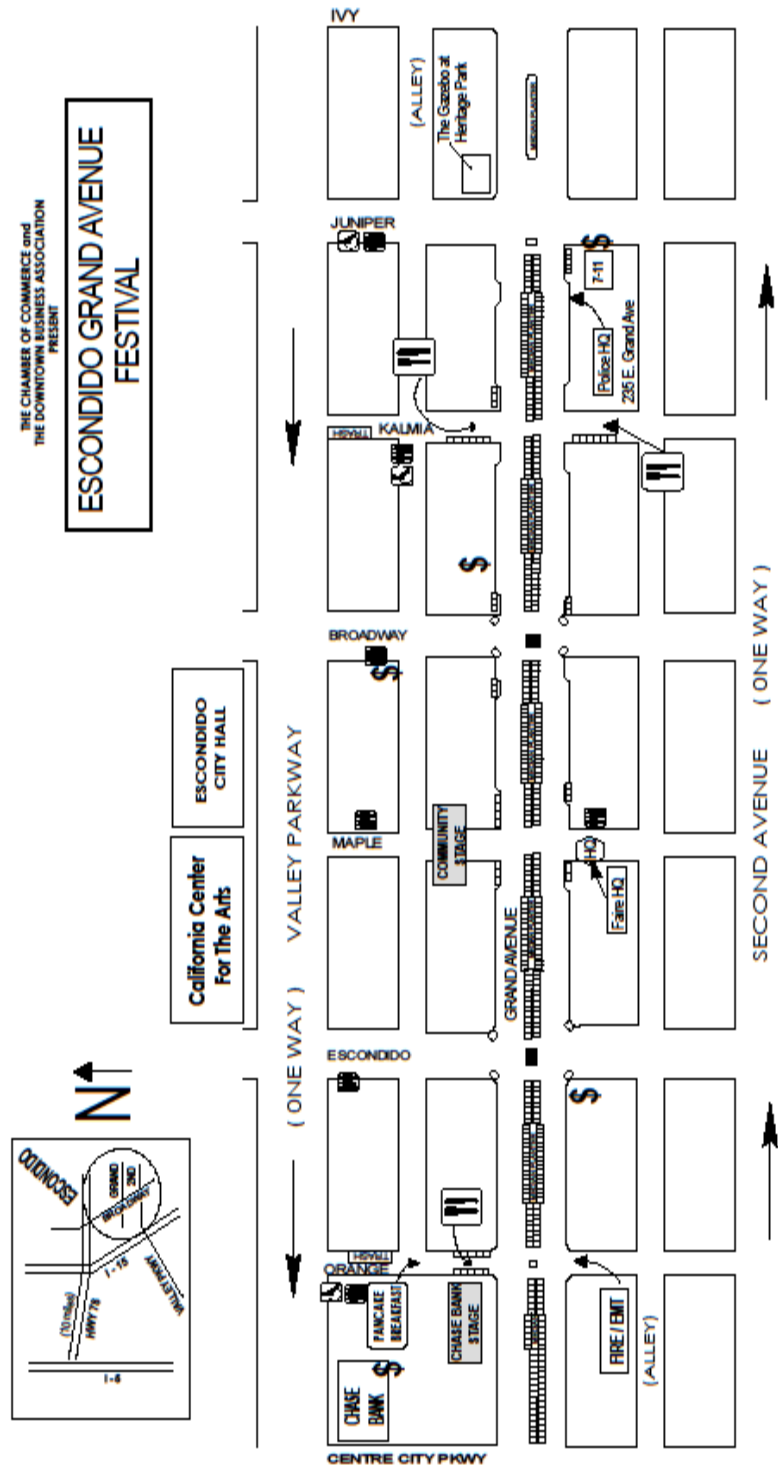 THE CHAMBER OF COMMERCE and
THE DOWNTOWN BUSINESS ASSOCIATION
PRESENT
ESCONDIDO GRAND AVENUE
FESTIVAL
N
ESCONDIDO
GRAND
2ND
BROADWAY
I - 15
VALLEY PKWY
(10 miles)
HWY 78
I - 5
California Center
For The Arts
ESCONDIDO
CITY HALL
( ONE WAY )
VALLEY PARKWAY
CENTRE CITY PKWY
ORANGE
ESCONDIDO
MAPLE
BROADWAY
KALMIA
JUNIPER
IVY
CHASE
BANK
$
PANCAKE
BREAKFAST
TRASH
$
TRASH
CHASE BANK
STAGE
COMMUNITY
STAGE
$
(ALLEY)
The Gazebo at
Heritage Park
GRAND AVENUE
FIRE / EMT
(ALLEY)
$
HQ
Faire HQ
Police HQ
235 E. Grand Ave
7-11
$
SECOND AVENUE
( ONE WAY )